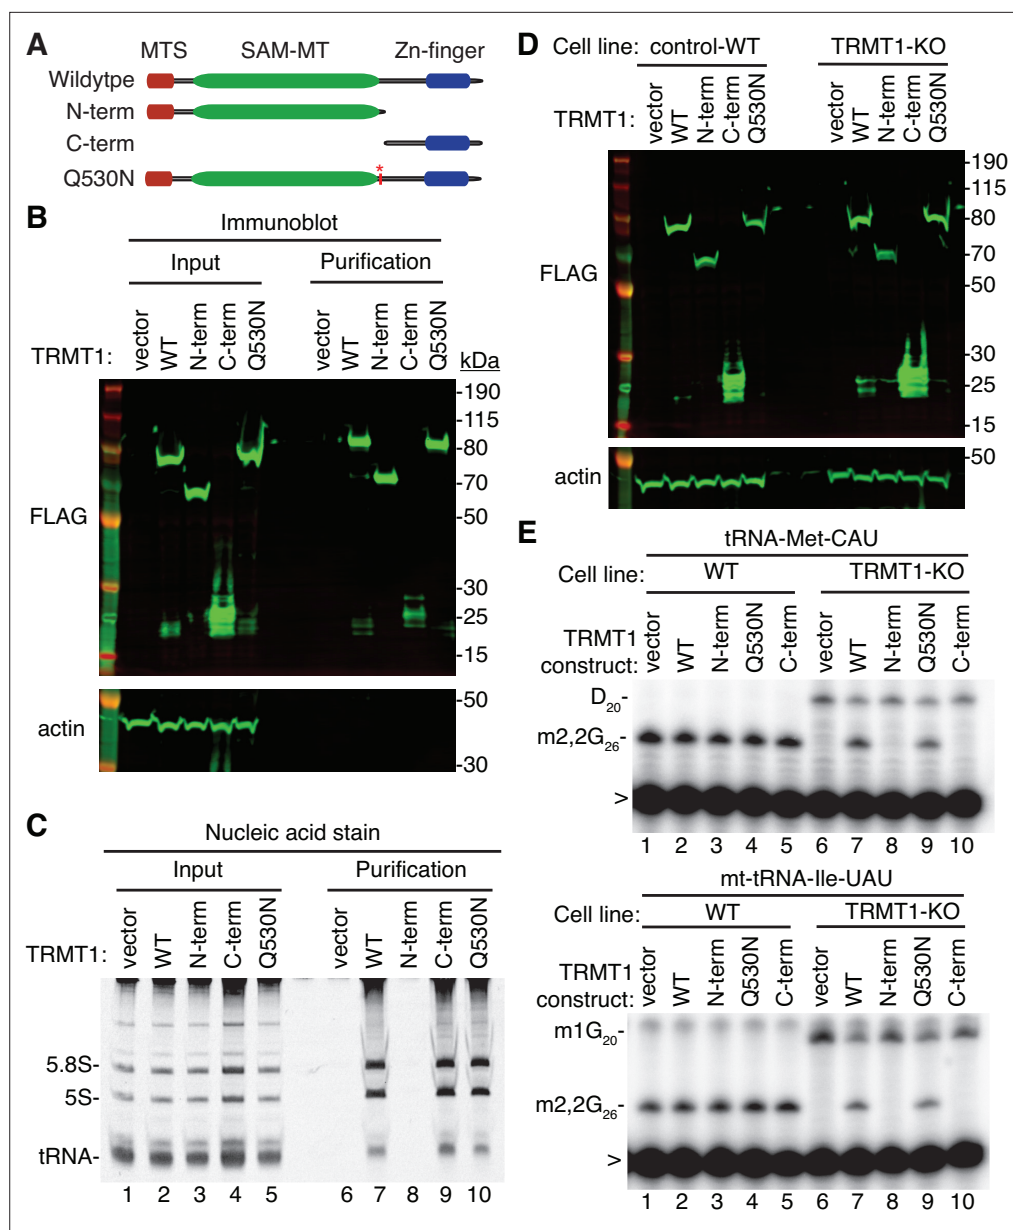 A
MTS SAM-MT Zn-finger
Wildytpe
N-term
C-term
Q530N
*
B
Immunoblot
Input Purification
TRMT1: vector WT N-term C-term Q530N vector WT N-term C-term Q530N
kDa
-190
-115
-80
-70
-50
-30
-25
-15
FLAG
-50
-30
actin
C
Nucleic acid stain
Input Purification
TRMT1: vector WT N-term C-term Q530N vector WT N-term C-term Q530N
5.8S-
5S-
tRNA-
1 2 3 4 5 6 7 8 9 10
D
Cell line: control-WT TRMT1-KO
TRMT1: vector WT N-term C-term Q530N vector WT N-term C-term Q530N
-190
-115
-80
-70
-50
-30
-25
-15
FLAG
-50
actin
E
tRNA-Met-CAU
Cell line: WT TRMT1-KO
TRMT1
construct: vector WT N-term Q530N C-term vector WT N-term Q530N C-term
D20-
m2,2G26-
>
1 2 3 4 5 6 7 8 9 10
mt-tRNA-Ile-UAU
Cell line: WT TRMT1-KO
TRMT1
construct: vector WT N-term Q530N C-term vector WT N-term Q530N C-term
m1G20-
m2,2G26-
>
1 2 3 4 5 6 7 8 9 10